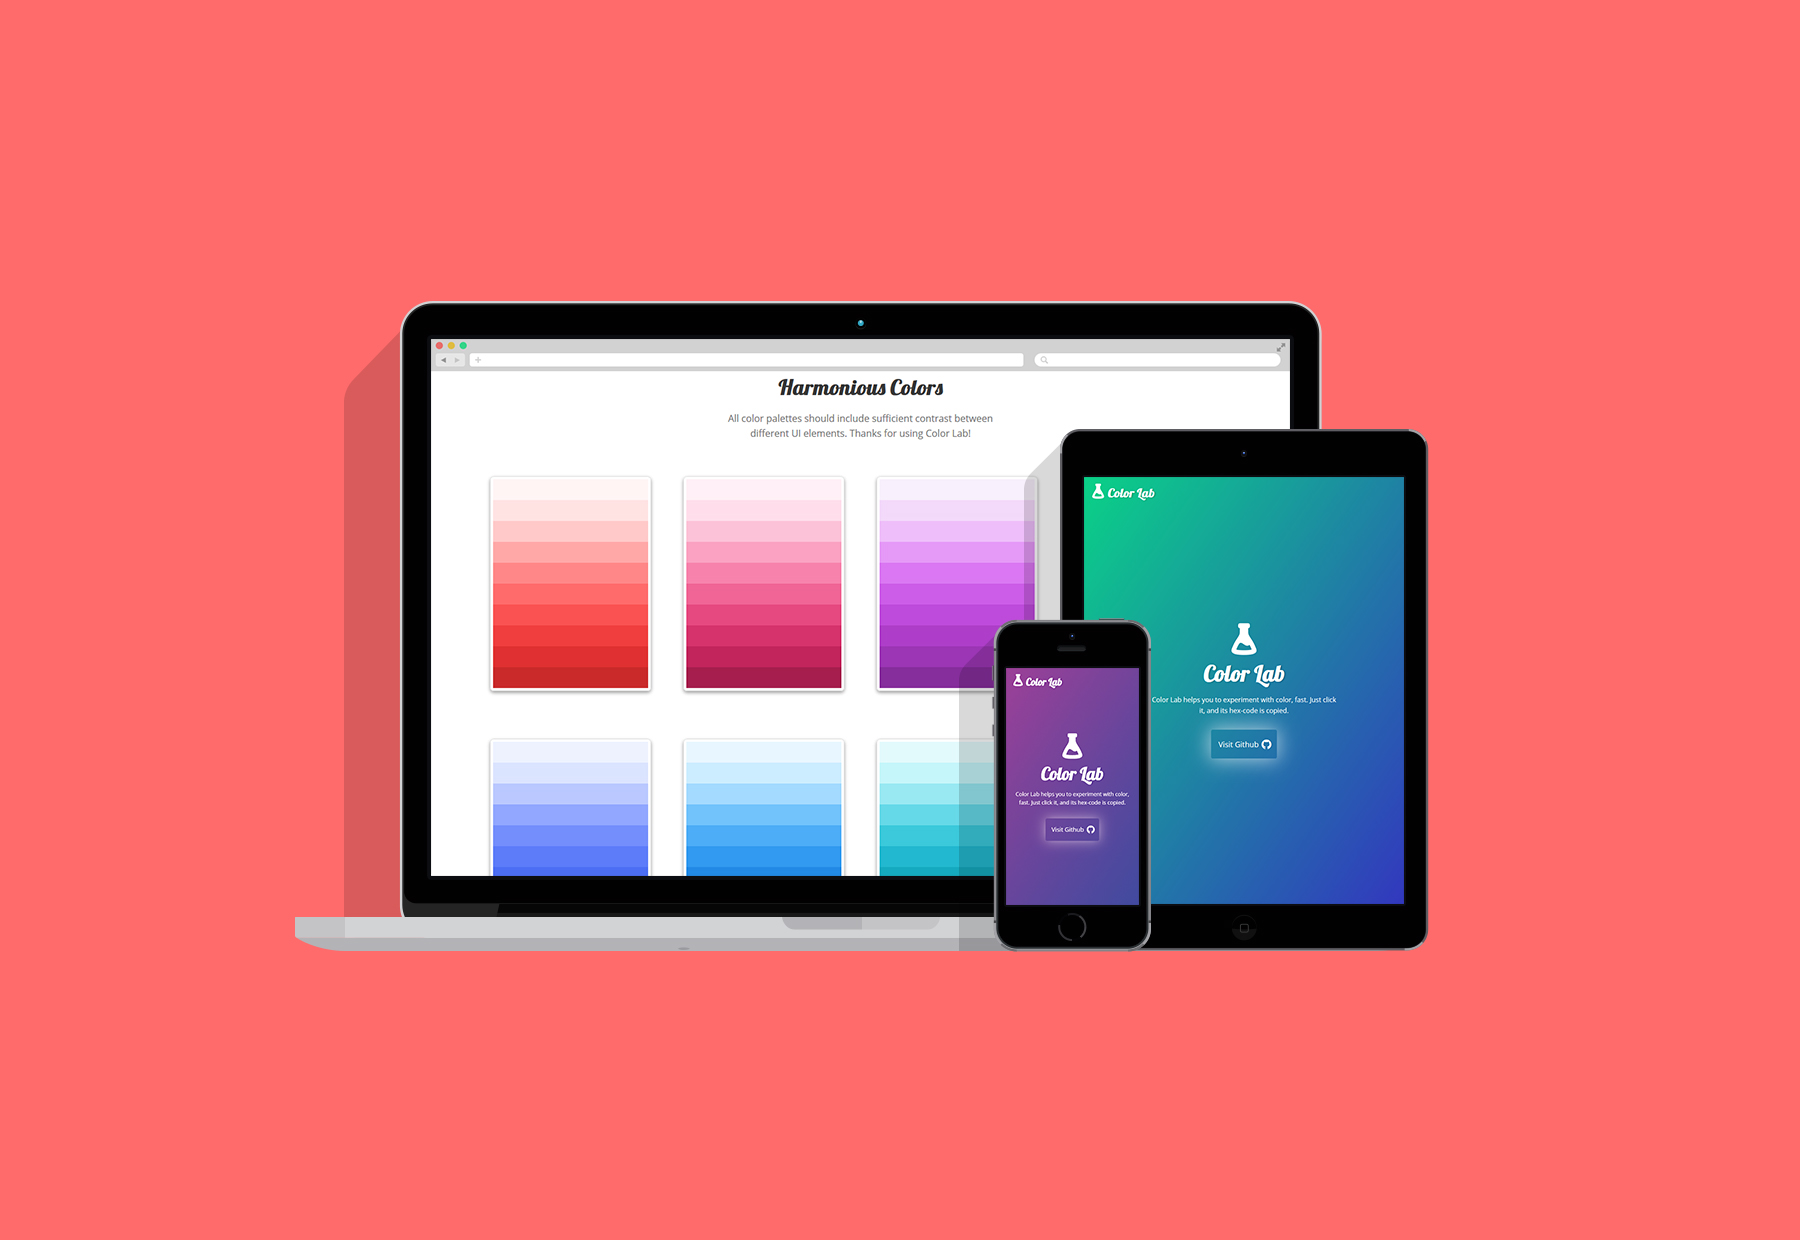 Harmonious Colors
All color palettes should include sufficient contrast between
different UI elements. Thanks for using Color Lab!
Color Lab
Color Lab
Color Lab helps you to experiment with color, fast. Just click
it, and its hex-code is copied.
Visit Github
Color Lab
Color Lab
Color Lab helps you to experiment with color,
fast. Just click it, and its hex-code is copied.
Visit Github